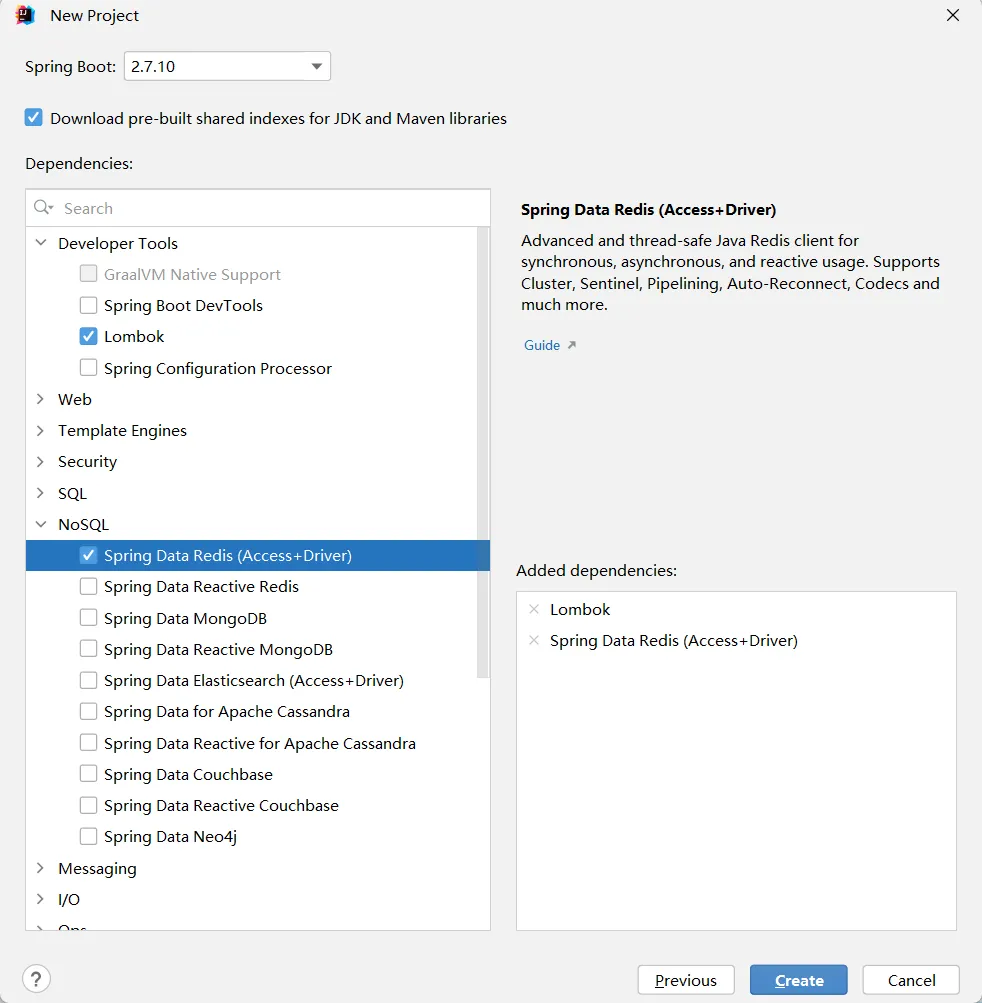 New Project
Spring Boot: 2.7.10
Download pre-built shared indexes for JDK and Maven libraries
Dependencies:
Search
Developer Tools
GraalVM Native Support
Spring Boot DevTools
Lombok
Spring Configuration Processor
Web
Template Engines
Security
SQL
NoSQL
Spring Data Redis (Access+Driver)
Spring Data Reactive Redis
Spring Data MongoDB
Spring Data Reactive MongoDB
Spring Data Elasticsearch (Access+Driver)
Spring Data for Apache Cassandra
Spring Data Reactive for Apache Cassandra
Spring Data Couchbase
Spring Data Reactive Couchbase
Spring Data Neo4j
Messaging
I/O
Ops
Spring Data Redis (Access+Driver)
Advanced and thread-safe Java Redis client for
synchronous, asynchronous, and reactive usage. Supports
Cluster, Sentinel, Pipelining, Auto-Reconnect, Codecs and
much more.
Guide
Added dependencies:
Lombok
Spring Data Redis (Access+Driver)
?
Previous
Create
Cancel